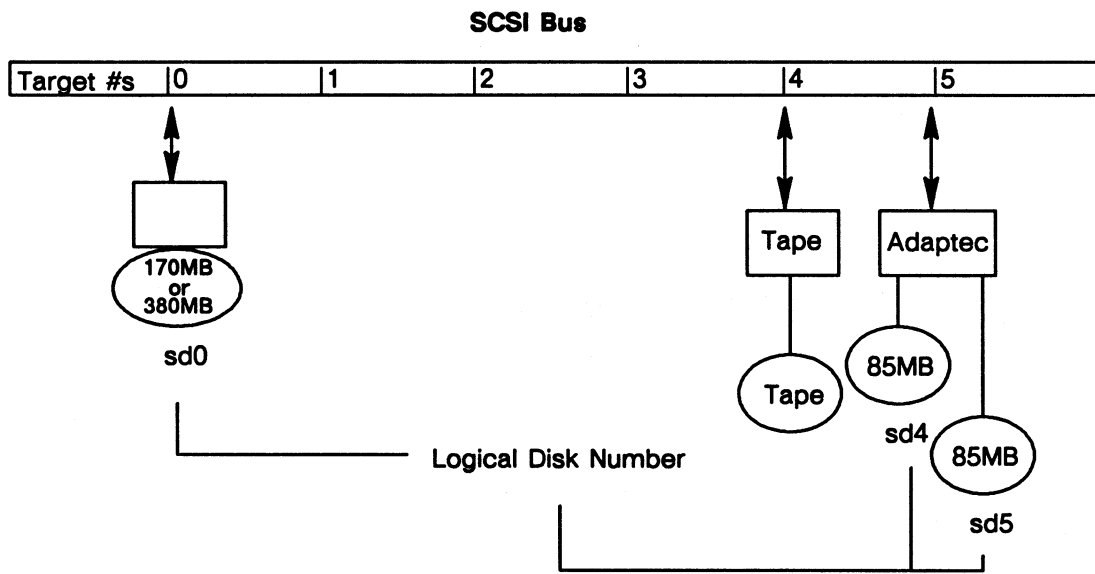 SCSI Bus
Target #s 0 1 2 3 4 5
170MB
or
380MB
sd0
Tape
Adaptec
Tape
85MB
sd4
85MB
sd5
Logical Disk Number